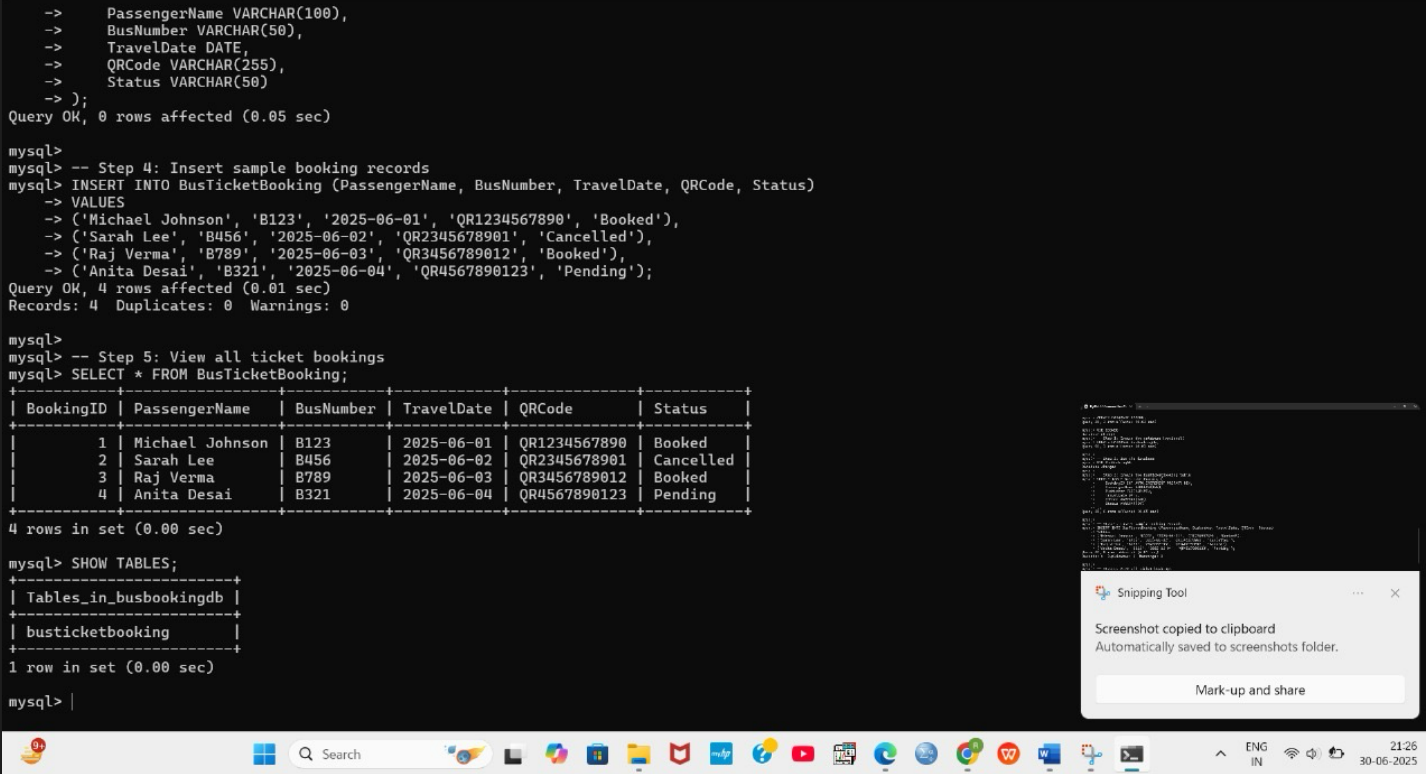 ->     PassengerName VARCHAR(100),
    ->     BusNumber VARCHAR(50),
    ->     TravelDate DATE,
    ->     QRCode VARCHAR(255),
    ->     Status VARCHAR(50)
    -> );
Query OK, 0 rows affected (0.05 sec)
mysql>
mysql> -- Step 4: Insert sample booking records
mysql> INSERT INTO BusTicketBooking (PassengerName, BusNumber, TravelDate, QRCode, Status)
    -> VALUES
    -> ('Michael Johnson', 'B123', '2025-06-01', 'QR1234567890', 'Booked'),
    -> ('Sarah Lee', 'B456', '2025-06-02', 'QR2345678901', 'Cancelled'),
    -> ('Raj Verma', 'B789', '2025-06-03', 'QR3456789012', 'Booked'),
    -> ('Anita Desai', 'B321', '2025-06-04', 'QR4567890123', 'Pending');
Query OK, 4 rows affected (0.01 sec)
Records: 4  Duplicates: 0  Warnings: 0
mysql>
mysql> -- Step 5: View all ticket bookings
mysql> SELECT * FROM BusTicketBooking;
+-----------+-----------------+-----------+------------+--------------+-----------+
| BookingID | PassengerName   | BusNumber | TravelDate | QRCode       | Status    |
+-----------+-----------------+-----------+------------+--------------+-----------+
|         1 | Michael Johnson | B123      | 2025-06-01 | QR1234567890 | Booked    |
|         2 | Sarah Lee       | B456      | 2025-06-02 | QR2345678901 | Cancelled |
|         3 | Raj Verma       | B789      | 2025-06-03 | QR3456789012 | Booked    |
|         4 | Anita Desai     | B321      | 2025-06-04 | QR4567890123 | Pending   |
+-----------+-----------------+-----------+------------+--------------+-----------+
4 rows in set (0.00 sec)
mysql> SHOW TABLES;
+------------------------+
| Tables_in_busbookingdb |
+------------------------+
| busticketbooking       |
+------------------------+
1 row in set (0.00 sec)
mysql>
Snipping Tool
Screenshot copied to clipboard
Automatically saved to screenshots folder.
Mark-up and share
9+
Search
myhp
ENG
IN
21:26
30-06-2025